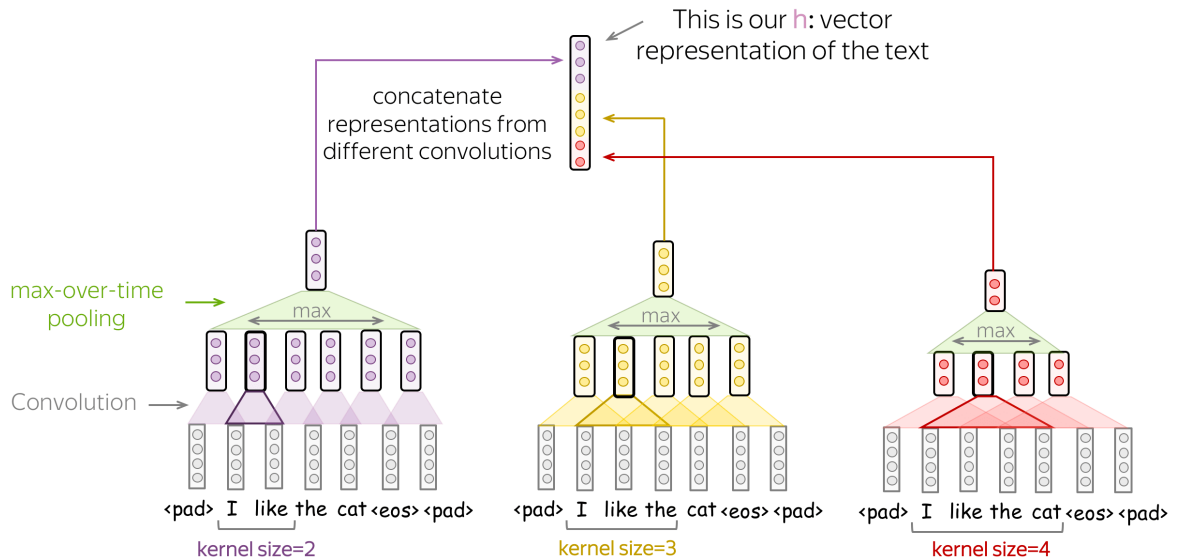 This is our h: vector
representation of the text
concatenate
representations from
different convolutions
max-over-time
pooling
max
max
max
Convolution
<pad> I like the cat <eos> <pad>
<pad> I like the cat <eos> <pad>
<pad> I like the cat <eos> <pad>
kernel size=2
kernel size=3
kernel size=4